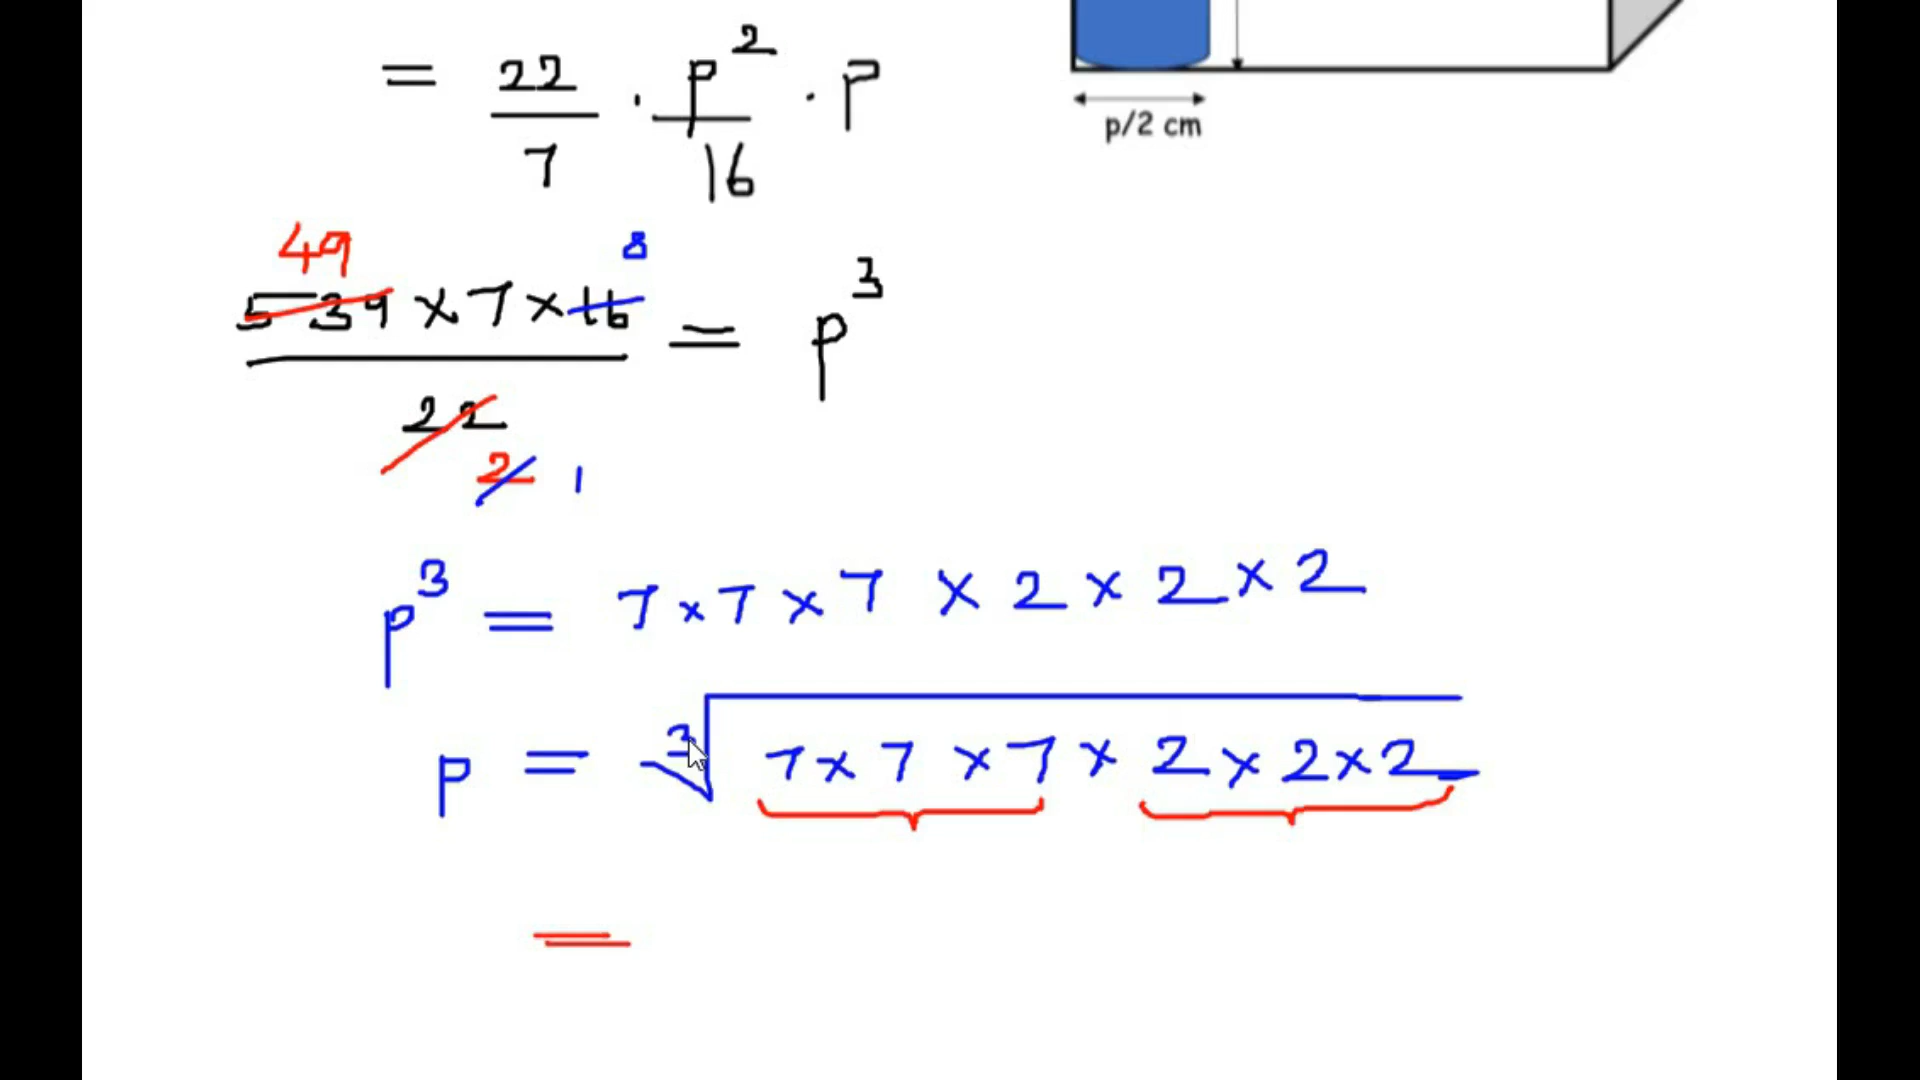 = 22/7 · p²/16 · p
p/2 cm
49 8
539 × 7 × 16 / 22 = p³
2 1
p³ = 7 × 7 × 7 × 2 × 2 × 2
p = ∛(7 × 7 × 7 × 2 × 2 × 2)
=